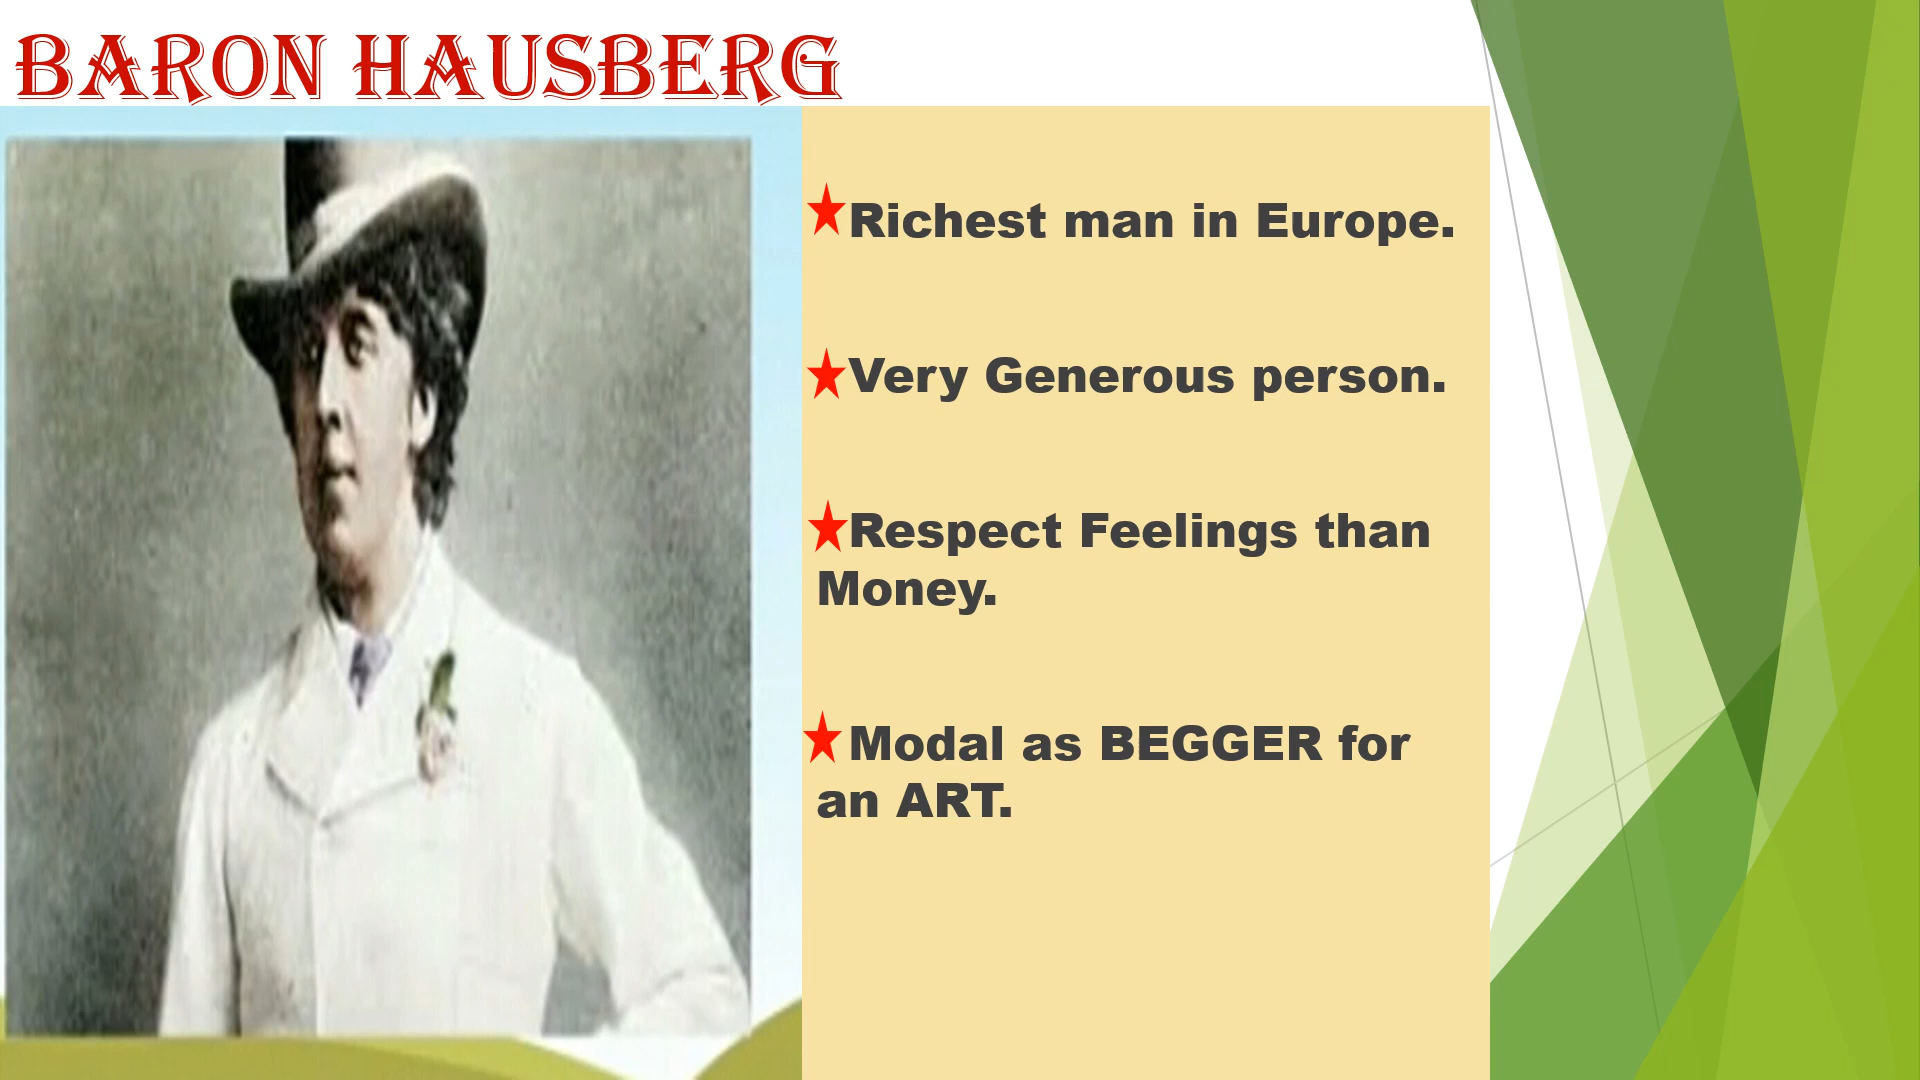 BARON HAUSBERG
Richest man in Europe.
Very Generous person.
Respect Feelings than
Money.
Modal as BEGGER for
an ART.